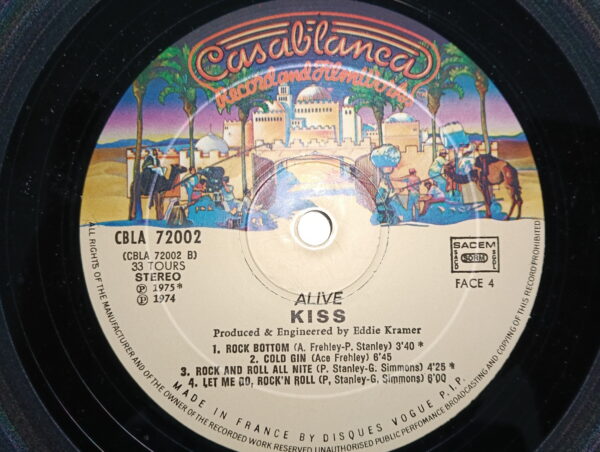 Casablanca
Record and FilmWorks
CBLA 72002
(CBLA 72002 B)
33 TOURS
STEREO
Ⓟ 1975*
Ⓟ 1974
SACEM
SACD
SDRM
SGDL
FACE 4
ALIVE
KISS
Produced & Engineered by Eddie Kramer
1. ROCK BOTTOM (A. Frehley-P. Stanley) 3'40 *
2. COLD GIN (Ace Frehley) 6'45
3. ROCK AND ROLL ALL NITE (P. Stanley-G. Simmons) 4'25 *
4. LET ME GO, ROCK'N ROLL (P, Stanley-G. Simmons) 6'00
MADE IN FRANCE BY DISQUES VOGUE P.I.P.
ALL RIGHTS OF THE MANUFACTURER AND OF THE OWNER OF THE RECORDED WORK RESERVED UNAUTHORISED PUBLIC PERFOMANCE BROADCASTING AND COPYING OF THIS RECORD PROHIBITED